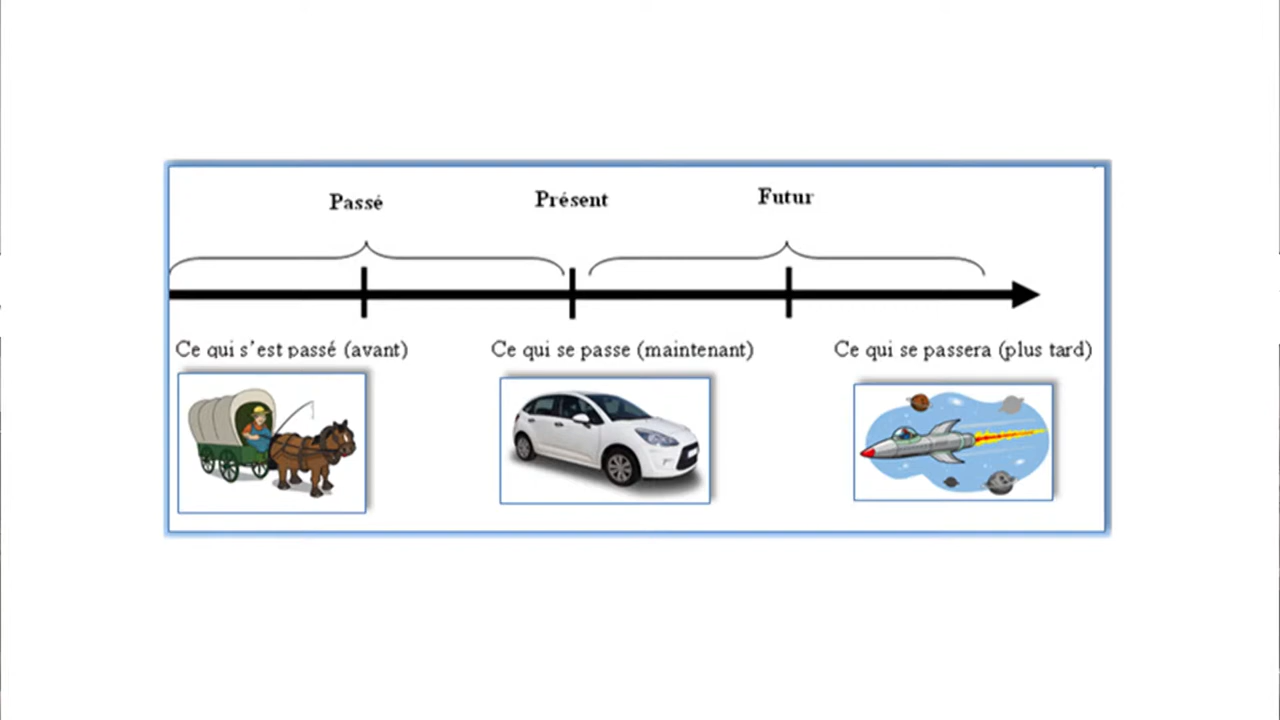 Passé
Présent
Futur
Ce qui s'est passé (avant)
Ce qui se passe (maintenant)
Ce qui se passera (plus tard)